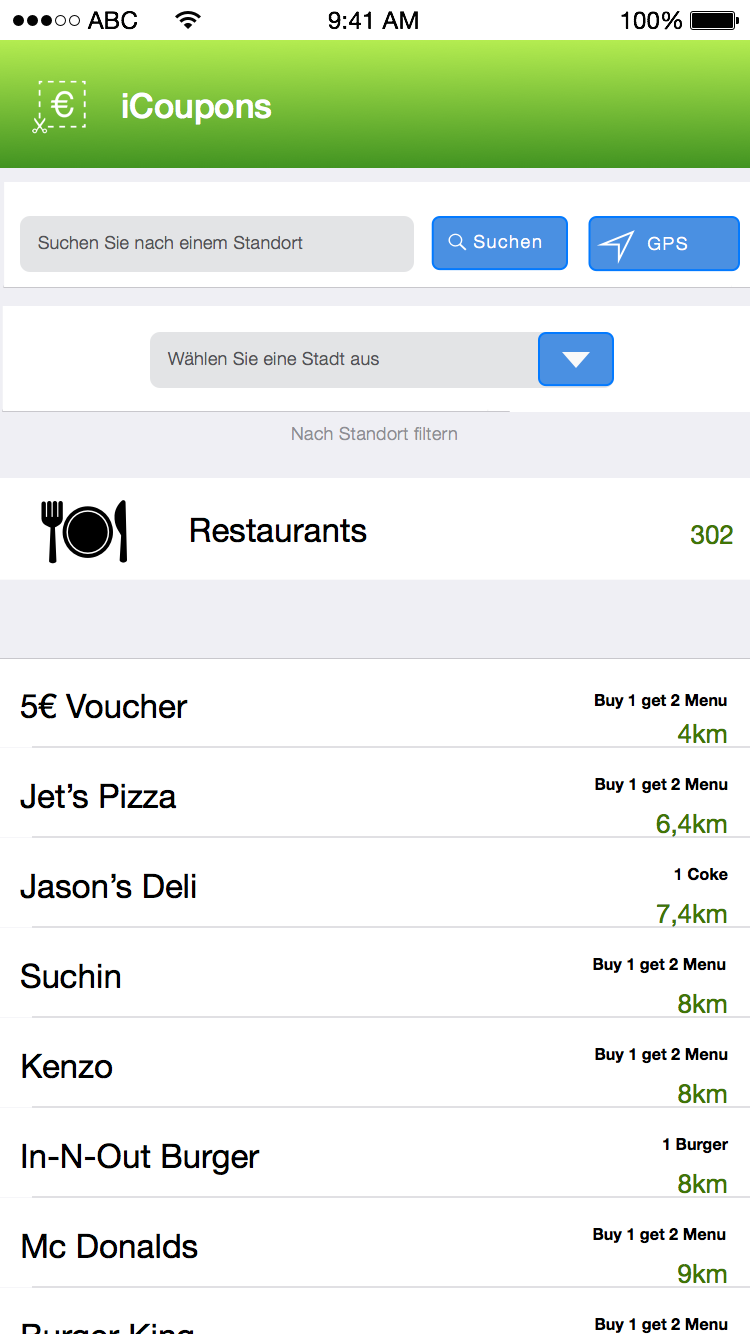 ABC 9:41 AM 100%
€ iCoupons
Suchen Sie nach einem Standort Suchen GPS
Wählen Sie eine Stadt aus
Nach Standort filtern
Restaurants 302
5€ Voucher Buy 1 get 2 Menu
4km
Jet’s Pizza Buy 1 get 2 Menu
6,4km
Jason’s Deli 1 Coke
7,4km
Suchin Buy 1 get 2 Menu
8km
Kenzo Buy 1 get 2 Menu
8km
In-N-Out Burger 1 Burger
8km
Mc Donalds Buy 1 get 2 Menu
9km
Burger King Buy 1 get 2 Menu